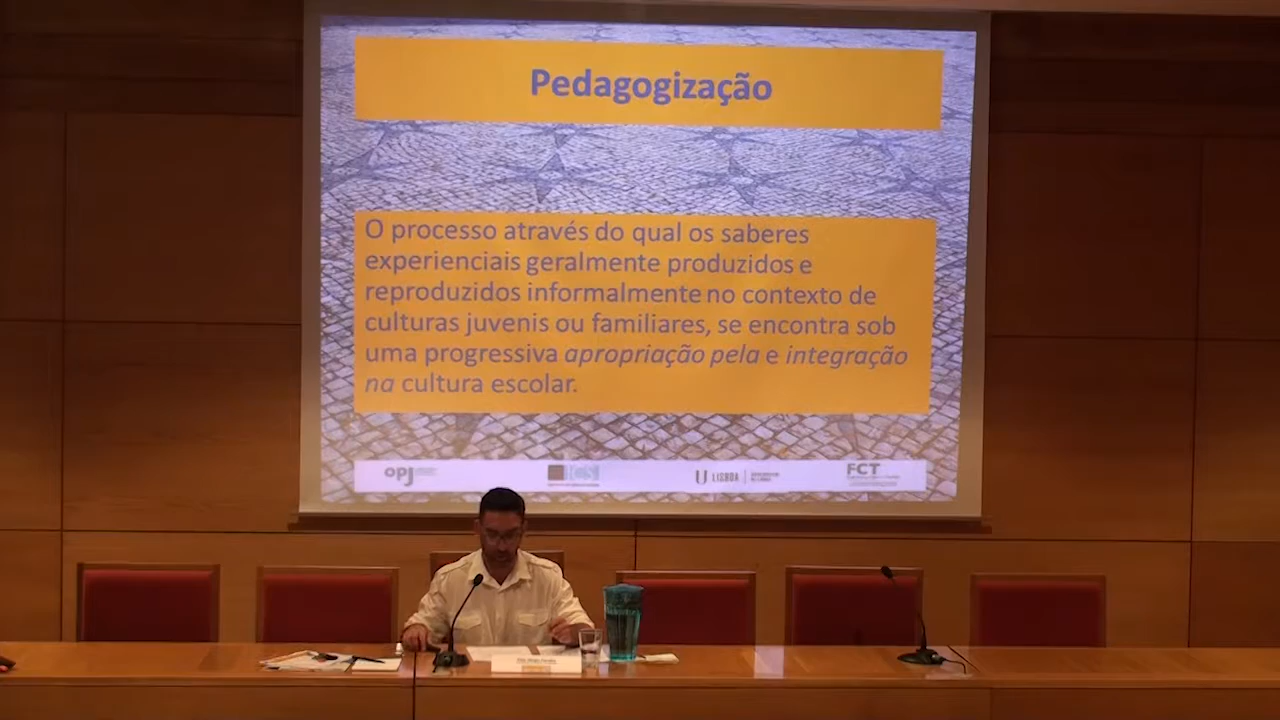 Pedagogização
O processo através do qual os saberes
experienciais geralmente produzidos e
reproduzidos informalmente no contexto de
culturas juvenis ou familiares, se encontra sob
uma progressiva apropriação pela e integração
na cultura escolar.
OPJ
LISBOA
FCT